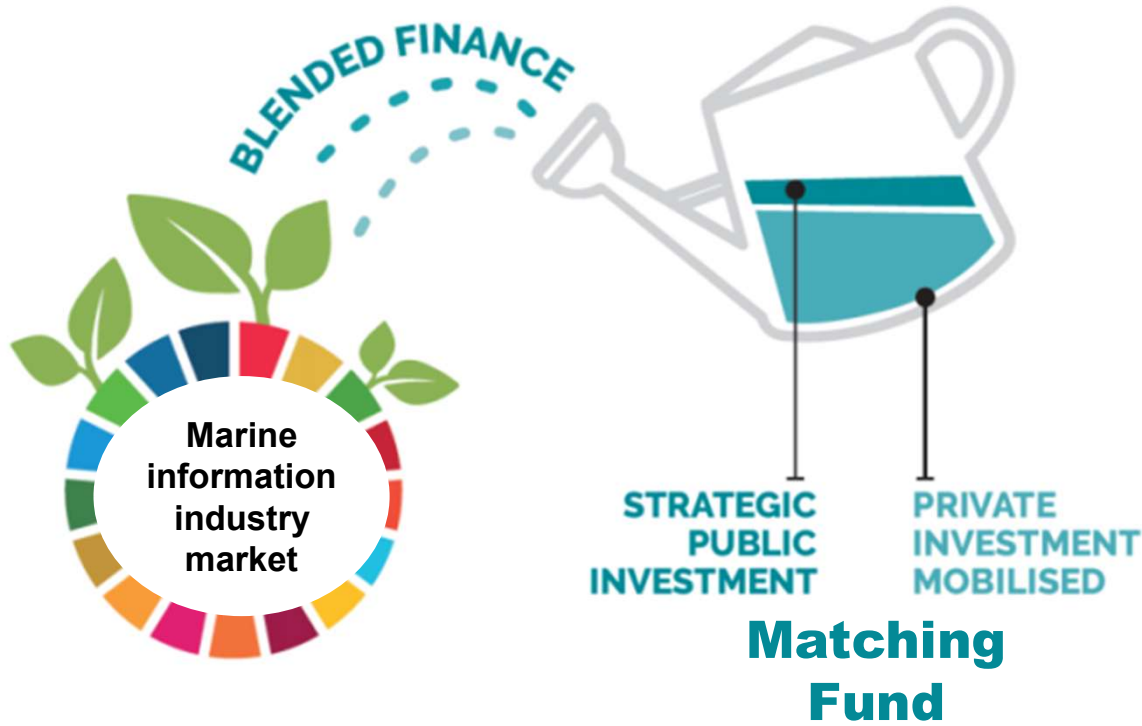 BLENDED FINANCE
Marine
information
industry
market
STRATEGIC
PUBLIC
INVESTMENT
PRIVATE
INVESTMENT
MOBILISED
Matching
Fund